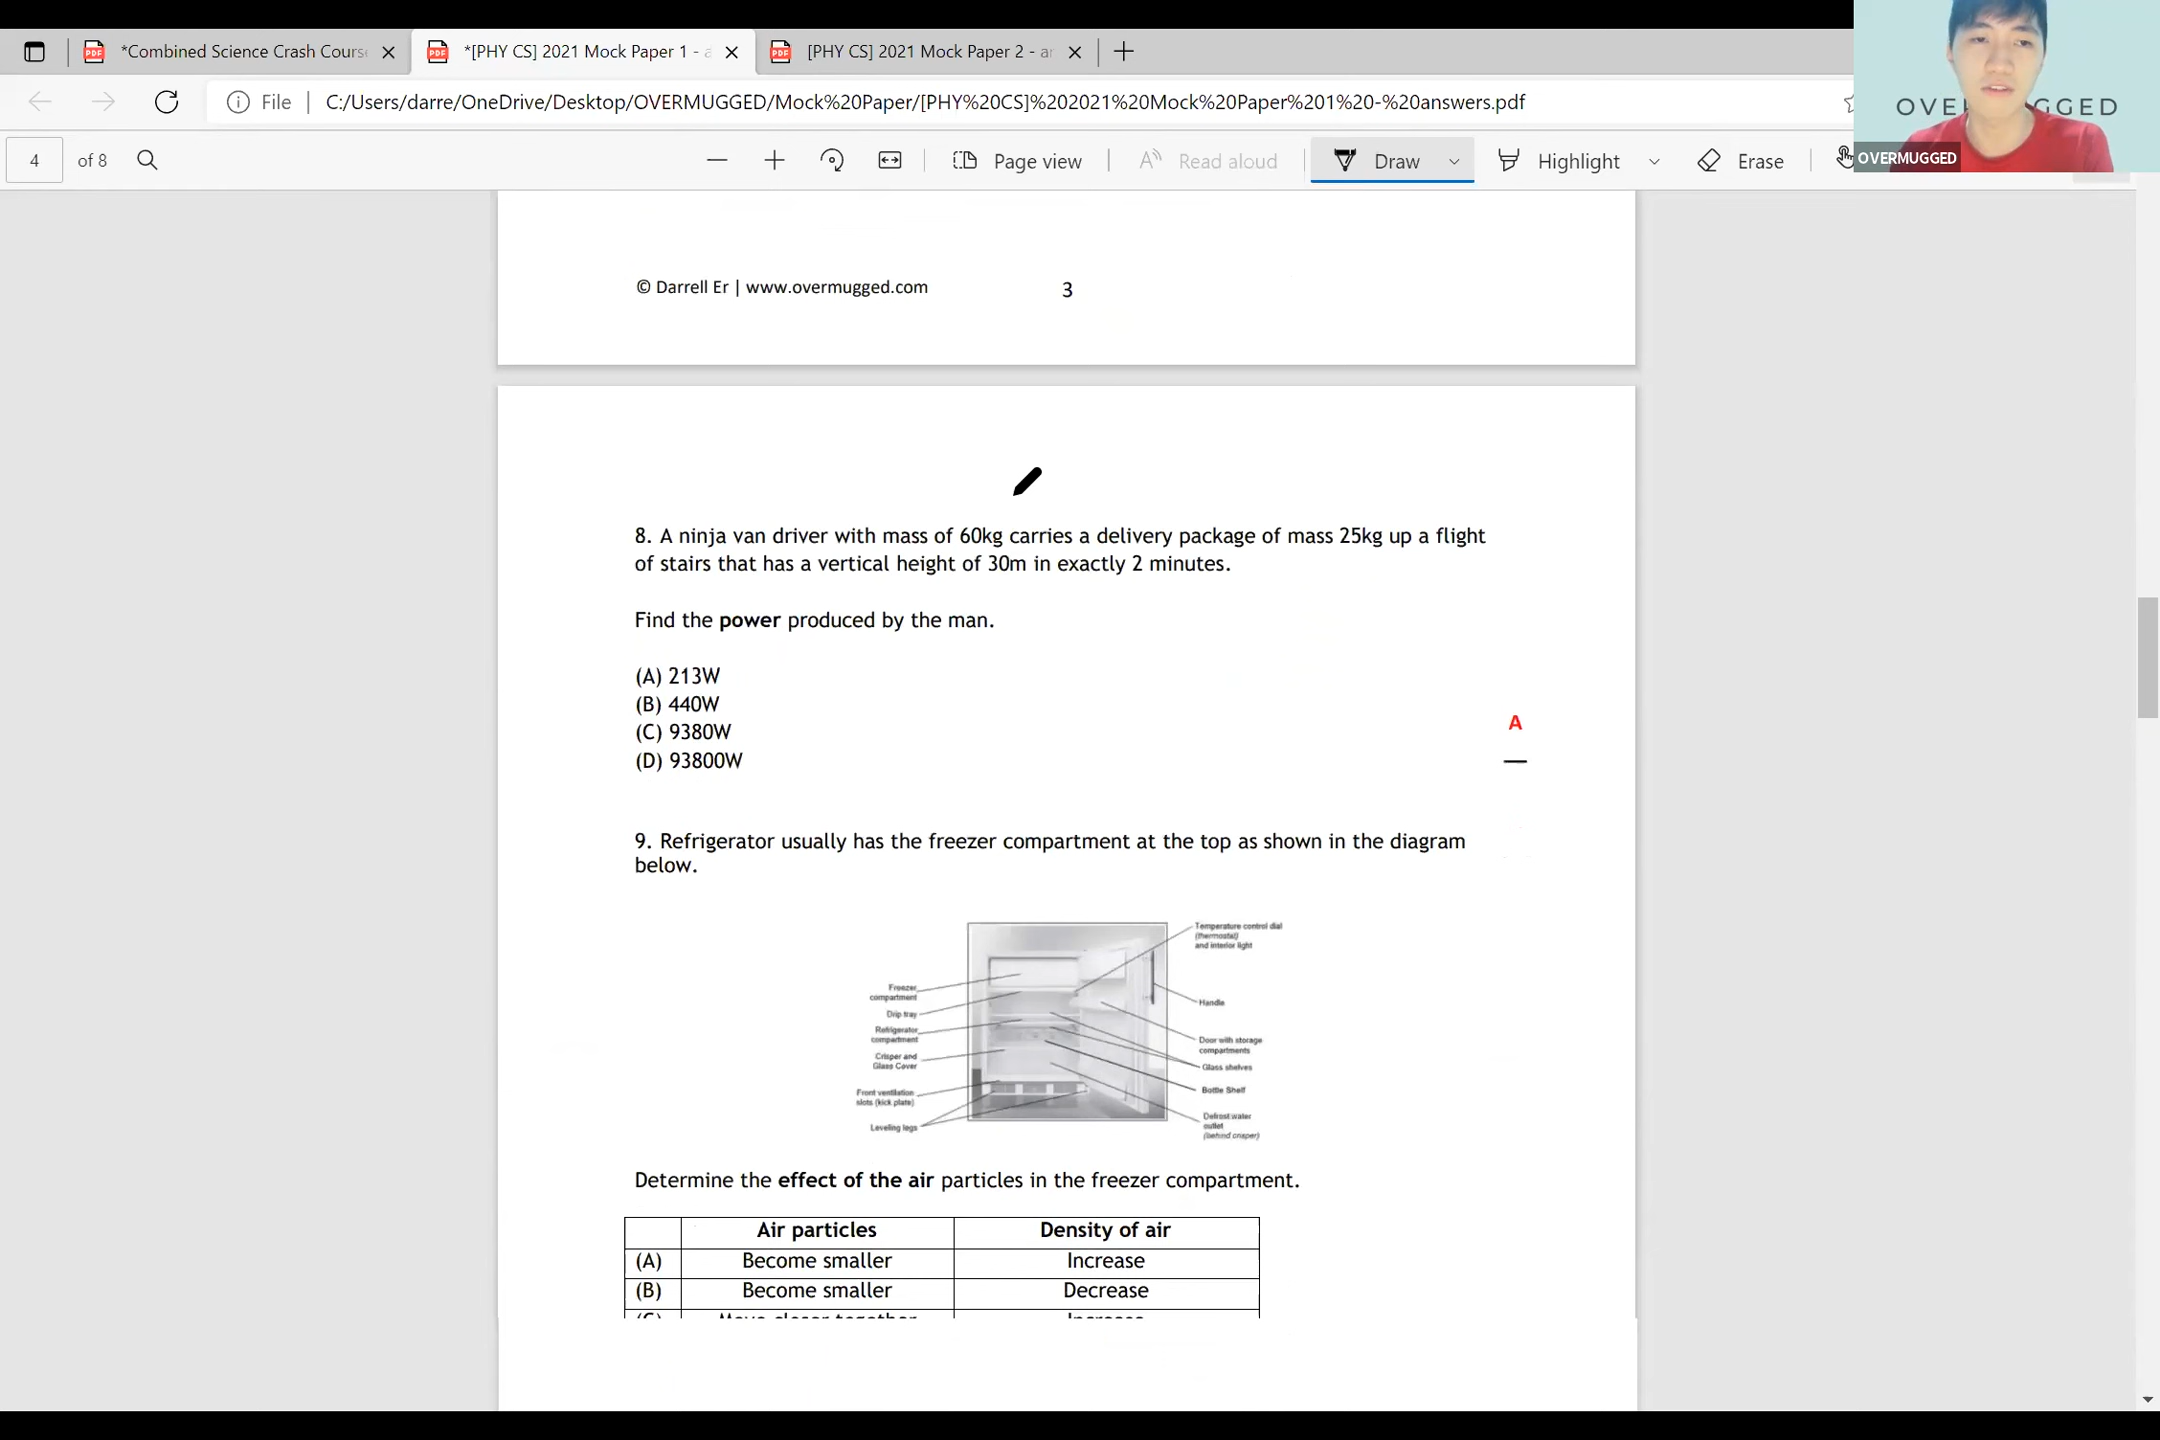 *Combined Science Crash Cours
*[PHY CS] 2021 Mock Paper 1 - a
[PHY CS] 2021 Mock Paper 2 - ar
File
C:/Users/darre/OneDrive/Desktop/OVERMUGGED/Mock%20Paper/[PHY%20CS]%202021%20Mock%20Paper%201%20-%20answers.pdf
4 of 8
Page view
Read aloud
Draw
Highlight
Erase
OVERMUGGED
© Darrell Er | www.overmugged.com
3
8. A ninja van driver with mass of 60kg carries a delivery package of mass 25kg up a flight
of stairs that has a vertical height of 30m in exactly 2 minutes.
Find the power produced by the man.
(A) 213W
(B) 440W
(C) 9380W
(D) 93800W
A
9. Refrigerator usually has the freezer compartment at the top as shown in the diagram
below.
Temperature control dial
(thermostat)
and interior light
Freezer
compartment
Drip tray
Refrigerator
compartment
Crisper and
Glass Cover
Front ventilation
slots (kick plate)
Leveling legs
Handle
Door with storage
compartments
Glass shelves
Bottle Shelf
Defrost water
outlet
(behind crisper)
Determine the effect of the air particles in the freezer compartment.
Air particles Density of air
(A) Become smaller Increase
(B) Become smaller Decrease